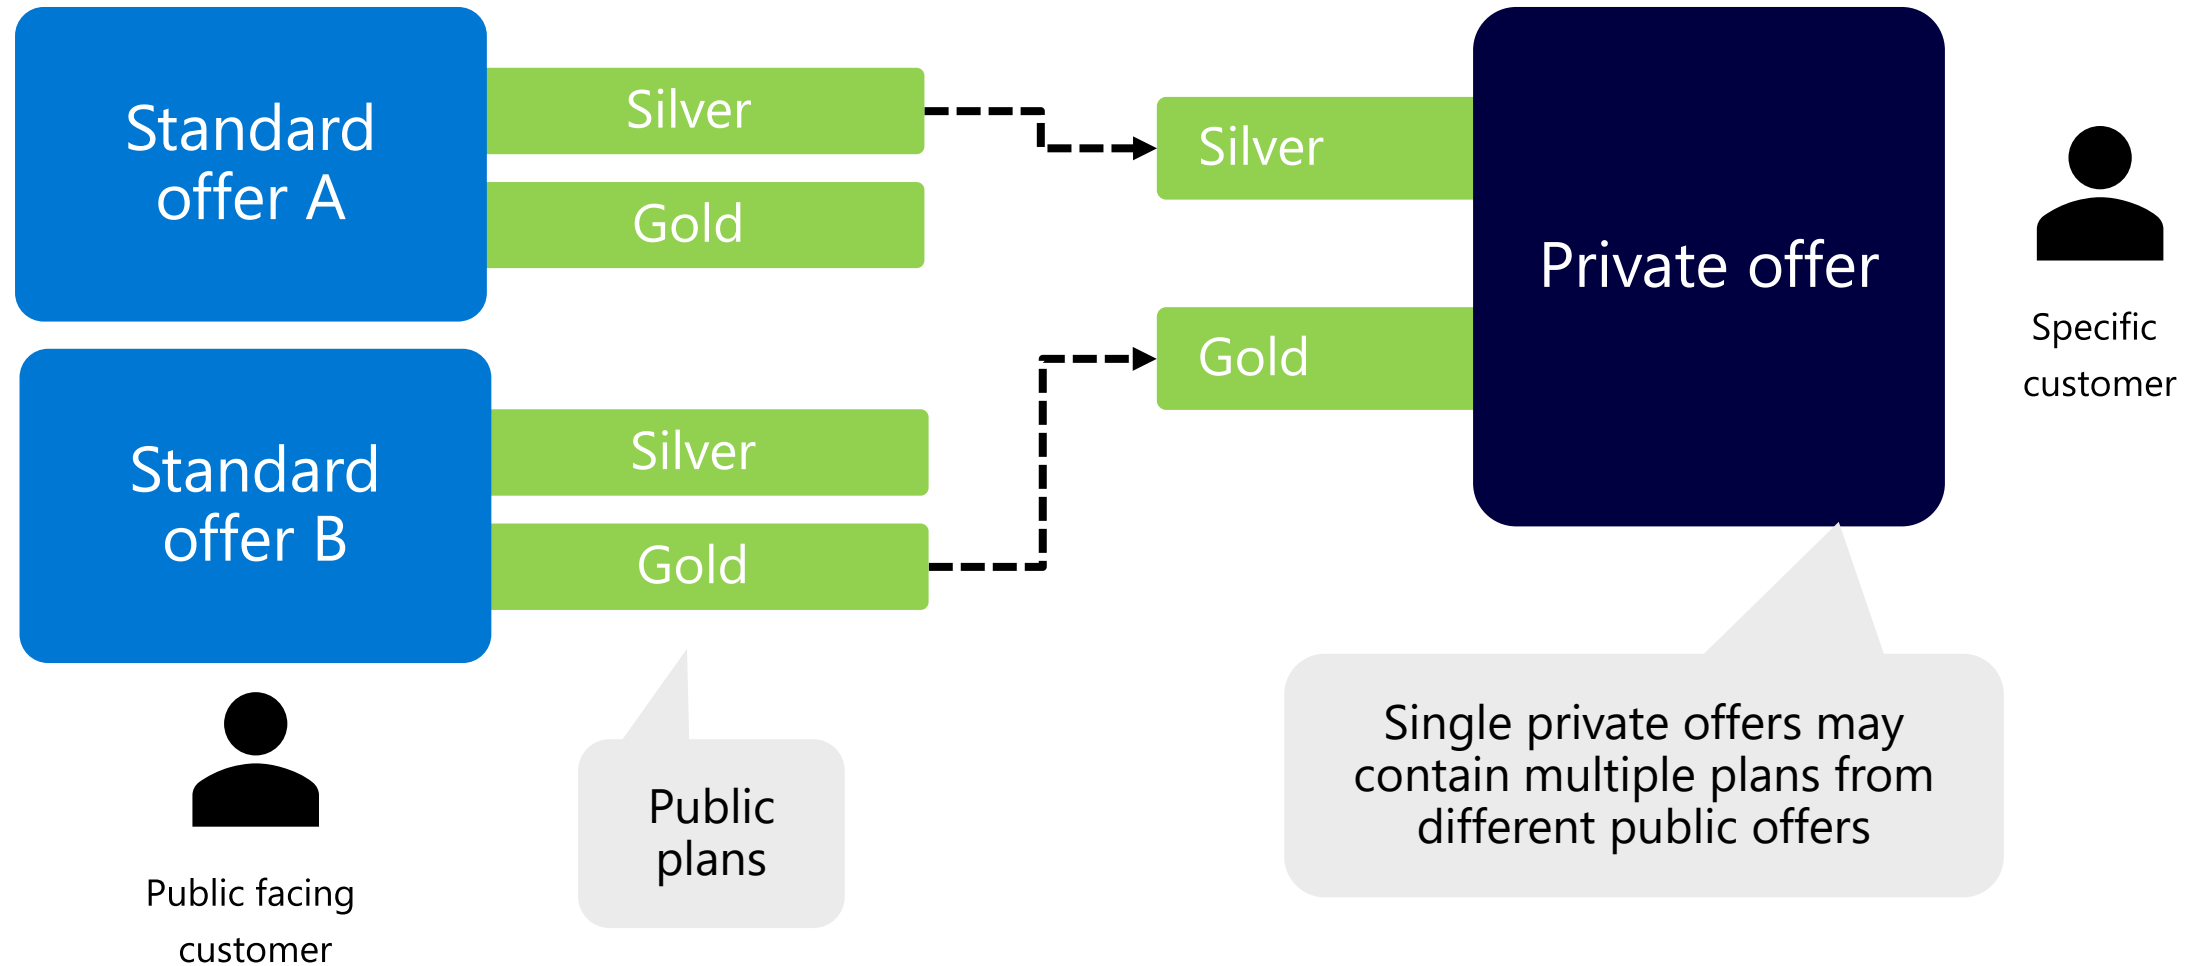 Standard
offer A
Silver
Gold
Standard
offer B
Silver
Gold
Public facing
customer
Public
plans
Silver
Gold
Private offer
Specific
customer
Single private offers may
contain multiple plans from
different public offers